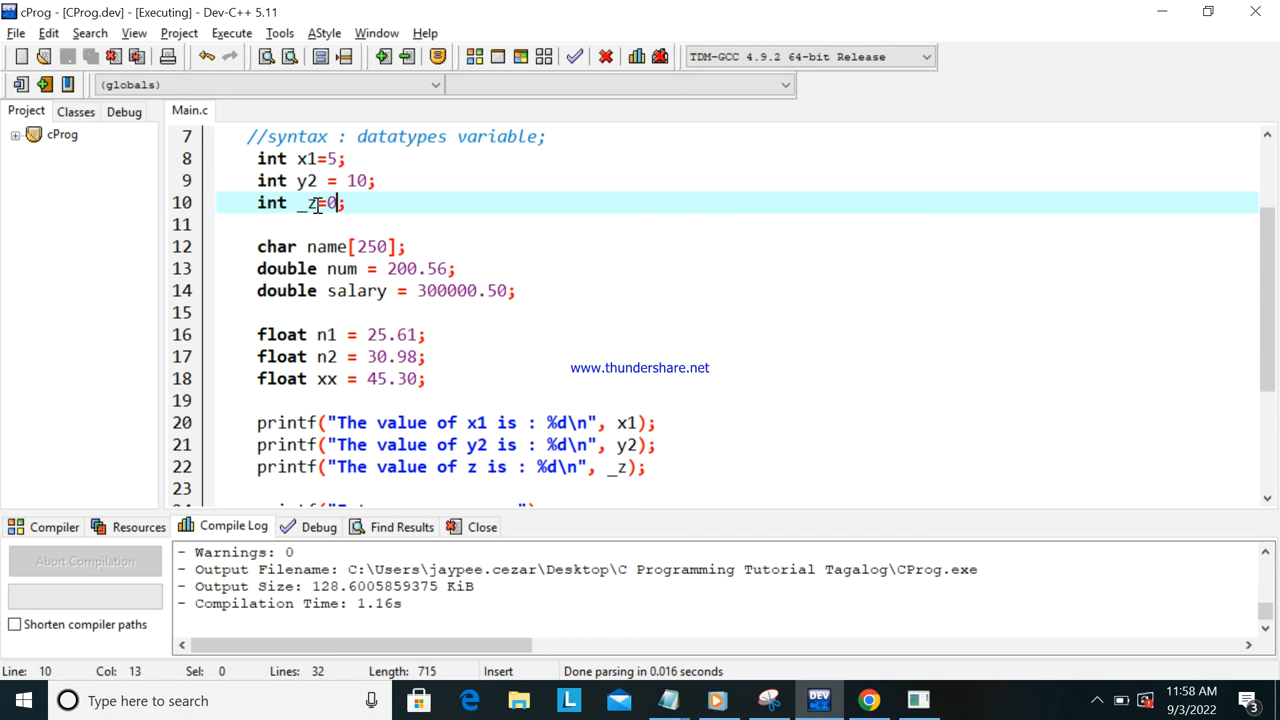 cProg - [CProg.dev] - [Executing] - Dev-C++ 5.11
File Edit Search View Project Execute Tools AStyle Window Help
TDM-GCC 4.9.2 64-bit Release
(globals)
Project Classes Debug
Main.c
cProg
7 //syntax : datatypes variable;
8 int x1=5;
9 int y2 = 10;
10 int _z=0;
11
12 char name[250];
13 double num = 200.56;
14 double salary = 300000.50;
15
16 float n1 = 25.61;
17 float n2 = 30.98;
18 float xx = 45.30;
19
20 printf("The value of x1 is : %d\n", x1);
21 printf("The value of y2 is : %d\n", y2);
22 printf("The value of z is : %d\n", _z);
23
www.thundershare.net
Compiler Resources Compile Log Debug Find Results Close
Abort Compilation
Shorten compiler paths
- Warnings: 0
- Output Filename: C:\Users\jaypee.cezar\Desktop\C Programming Tutorial Tagalog\CProg.exe
- Output Size: 128.6005859375 KiB
- Compilation Time: 1.16s
Line: 10 Col: 13 Sel: 0 Lines: 32 Length: 715 Insert Done parsing in 0.016 seconds
Type here to search
DEV
11:58 AM
9/3/2022
3